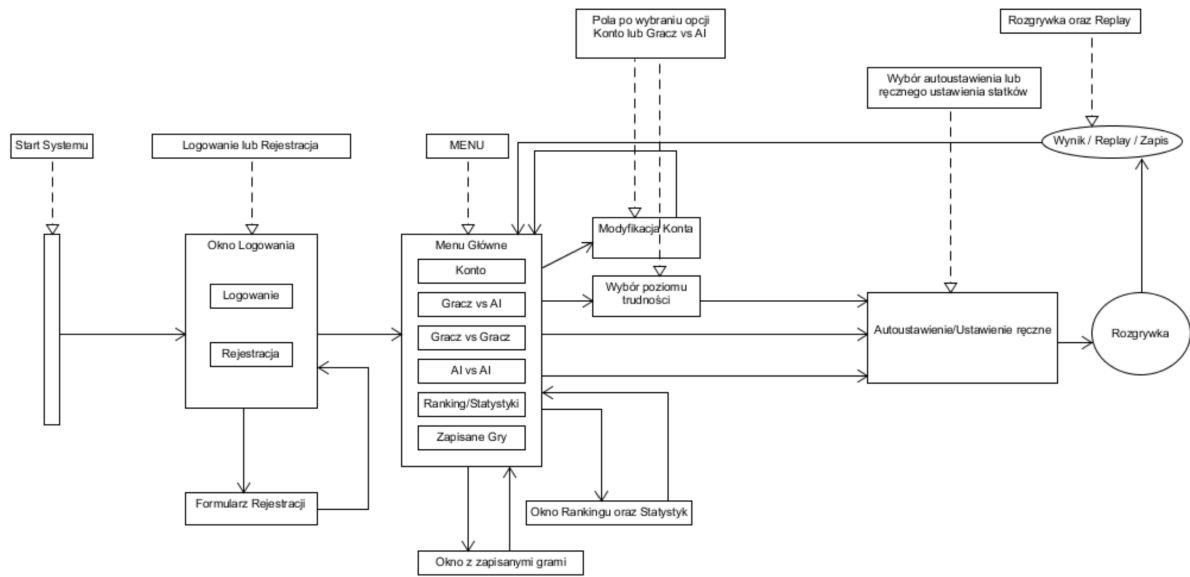 Pola po wybraniu opcji
Konto lub Gracz vs AI
Rozgrywka oraz Replay
Wybór autoustawienia lub
ręcznego ustawienia statków
Start Systemu
Logowanie lub Rejestracja
MENU
Wynik / Replay / Zapis
Okno Logowania
Logowanie
Rejestracja
Menu Główne
Konto
Gracz vs AI
Gracz vs Gracz
AI vs AI
Ranking/Statystyki
Zapisane Gry
Modyfikacja Konta
Wybór poziomu
trudności
Autoustawienie/Ustawienie ręczne
Rozgrywka
Formularz Rejestracji
Okno Rankingu oraz Statystyk
Okno z zapisanymi grami